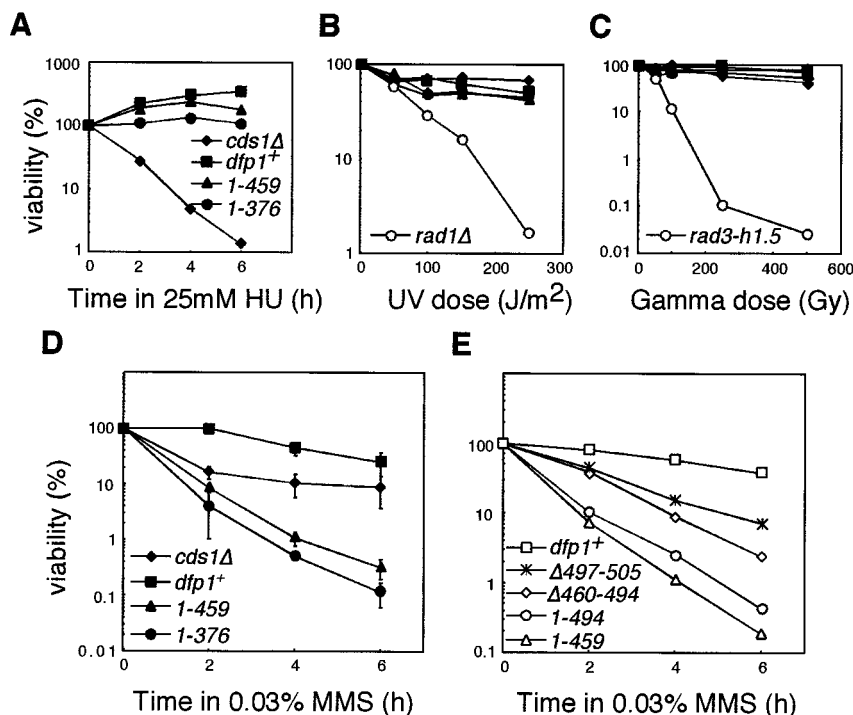 A
viability (%)
1000
100
10
1
0
2
4
6
cds1Δ
dfp1+
1-459
1-376
Time in 25mM HU (h)
B
100
10
1
0
100
200
300
rad1Δ
UV dose (J/m2)
C
100
10
1
0.1
0.01
0
200
400
600
rad3-h1.5
Gamma dose (Gy)
D
viability (%)
100
10
1
0.1
0.01
0
2
4
6
cds1Δ
dfp1+
1-459
1-376
Time in 0.03% MMS (h)
E
100
10
1
0.1
0
2
4
6
dfp1+
Δ497-505
Δ460-494
1-494
1-459
Time in 0.03% MMS (h)